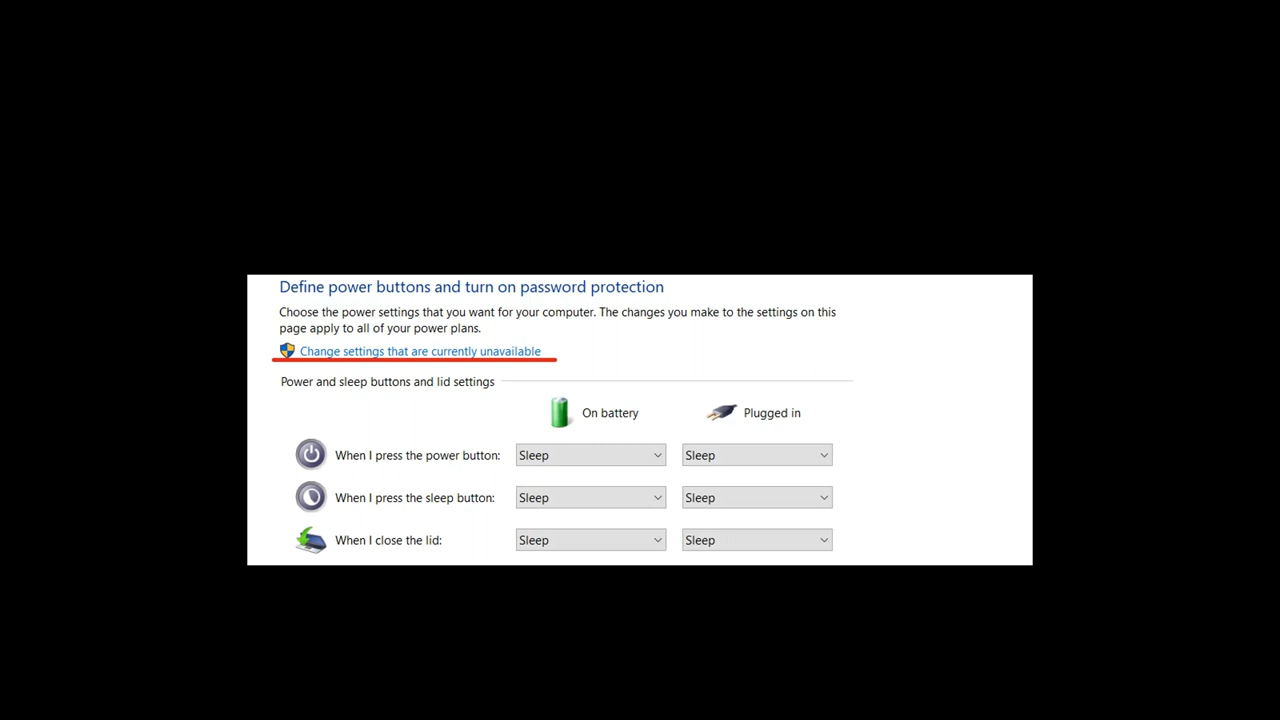 Define power buttons and turn on password protection
Choose the power settings that you want for your computer. The changes you make to the settings on this
page apply to all of your power plans.
Change settings that are currently unavailable
Power and sleep buttons and lid settings
On battery Plugged in
When I press the power button: Sleep Sleep
When I press the sleep button: Sleep Sleep
When I close the lid: Sleep Sleep